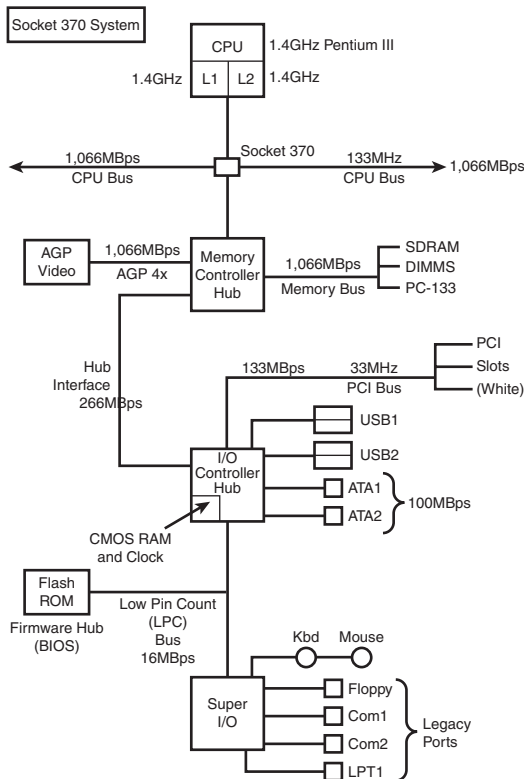 Socket 370 System
CPU
1.4GHz Pentium III
1.4GHz
L1
L2
1.4GHz
Socket 370
1,066MBps
CPU Bus
133MHz
CPU Bus
1,066MBps
AGP
Video
1,066MBps
AGP 4x
Memory
Controller
Hub
1,066MBps
Memory Bus
SDRAM
DIMMS
PC-133
Hub
Interface
266MBps
133MBps
33MHz
PCI Bus
PCI
Slots
(White)
USB1
USB2
I/O
Controller
Hub
ATA1
ATA2
100MBps
CMOS RAM
and Clock
Flash
ROM
Firmware Hub
(BIOS)
Low Pin Count
(LPC)
Bus
16MBps
Kbd
Mouse
Super
I/O
Floppy
Com1
Com2
LPT1
Legacy
Ports